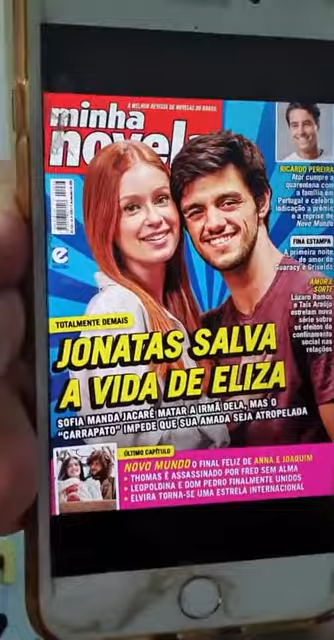 A MELHOR REVISTA DE NOVELAS DO BRASIL
minha
novel
RICARDO PEREIRA
Ator cumpre a
quarentena com
a família em
Portugal e celebra
indicação a prêmio
e a reprise de
Novo Mundo
FINA ESTAMPA
A primeira noite
de amor de
Guaracy e Griselda
AMOR E
SORTE
Lázaro Ramos
e Taís Araújo
estrelam nova
série sobre
os efeitos do
confinamento
social nas
relações
TOTALMENTE DEMAIS
JONATAS SALVA
A VIDA DE ELIZA
SOFIA MANDA JACARÉ MATAR A IRMÃ DELA, MAS O
“CARRAPATO” IMPEDE QUE SUA AMADA SEJA ATROPELADA
ÚLTIMO CAPÍTULO
NOVO MUNDO O FINAL FELIZ DE ANNA E JOAQUIM
THOMAS É ASSASSINADO POR FRED SEM ALMA
LEOPOLDINA E DOM PEDRO FINALMENTE UNIDOS
ELVIRA TORNA-SE UMA ESTRELA INTERNACIONAL